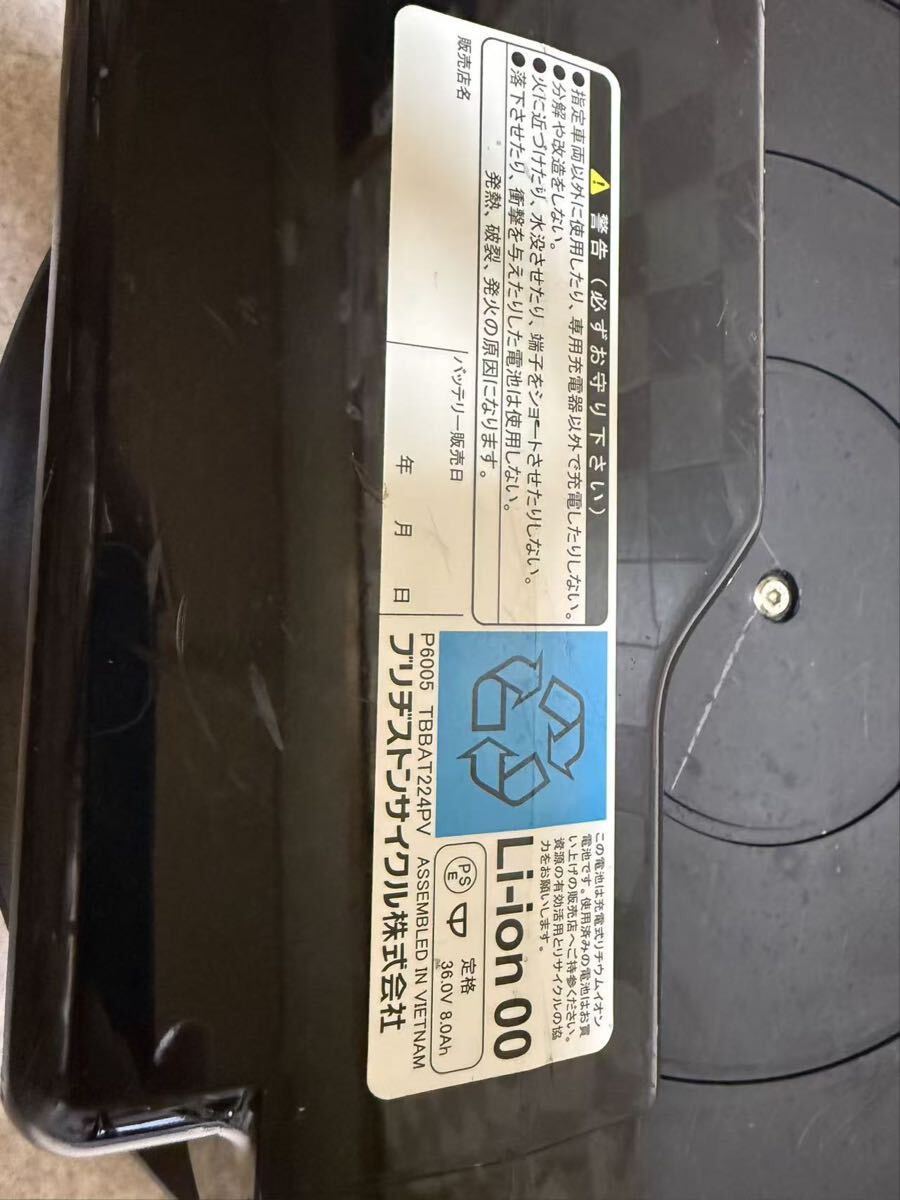 警告（必ずお守り下さい）
●指定車両以外に使用したり、専用充電器以外で充電したりしない。
●分解や改造をしない。
●火に近づけたり、水没させたり、端子をショートさせたりしない。
●落下させたり、衝撃を与えたりした電池は使用しない。
発熱、破裂、発火の原因になります。
販売店名
バッテリー販売日
年 月 日
この電池は充電式リチウムイオン
電池です。使用済みの電池はお買
い上げの販売店へご持参ください。
資源の有効活用とリサイクルの協
力をお願いします。
Li-ion 00
PS
E
定格
36.0V 8.0Ah
P6005 TBBAT224PV ASSEMBLED IN VIETNAM
ブリヂストンサイクル株式会社